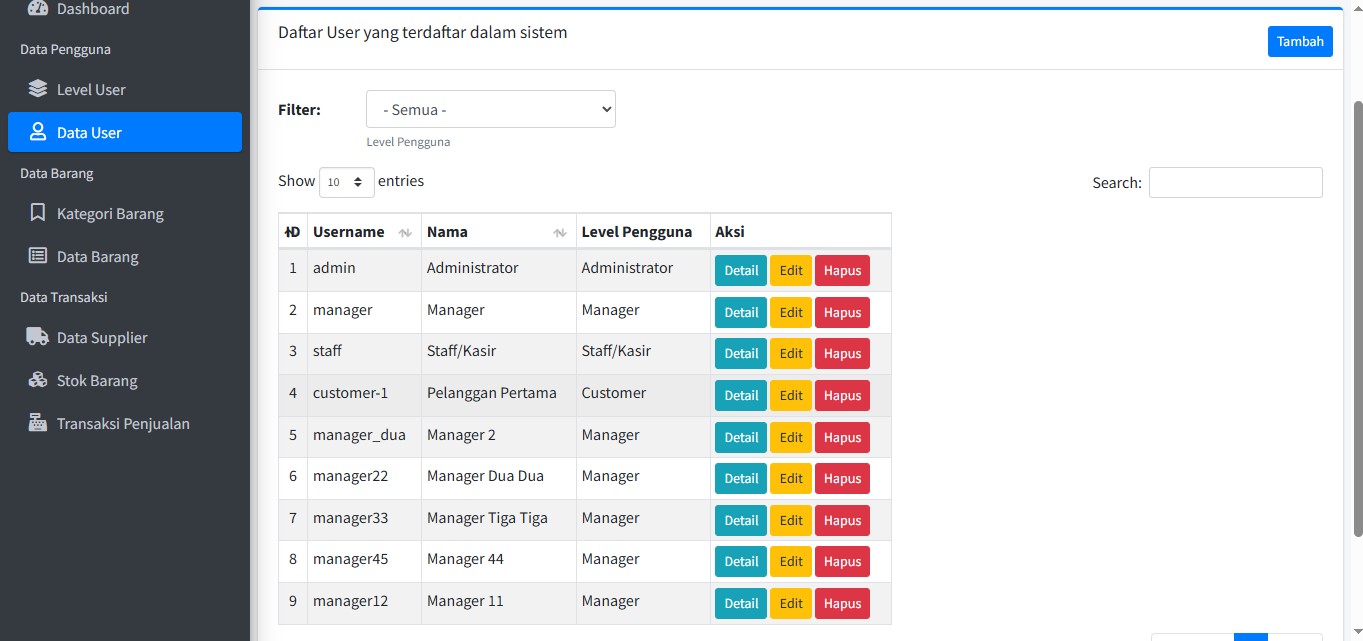 Dashboard
Data Pengguna
Level User
Data User
Data Barang
Kategori Barang
Data Barang
Data Transaksi
Data Supplier
Stok Barang
Transaksi Penjualan
Daftar User yang terdaftar dalam sistem
Tambah
Filter: - Semua -
Level Pengguna
Show 10 entries Search:
ID Username Nama Level Pengguna Aksi
1 admin Administrator Administrator Detail Edit Hapus
2 manager Manager Manager Detail Edit Hapus
3 staff Staff/Kasir Staff/Kasir Detail Edit Hapus
4 customer-1 Pelanggan Pertama Customer Detail Edit Hapus
5 manager_dua Manager 2 Manager Detail Edit Hapus
6 manager22 Manager Dua Dua Manager Detail Edit Hapus
7 manager33 Manager Tiga Tiga Manager Detail Edit Hapus
8 manager45 Manager 44 Manager Detail Edit Hapus
9 manager12 Manager 11 Manager Detail Edit Hapus